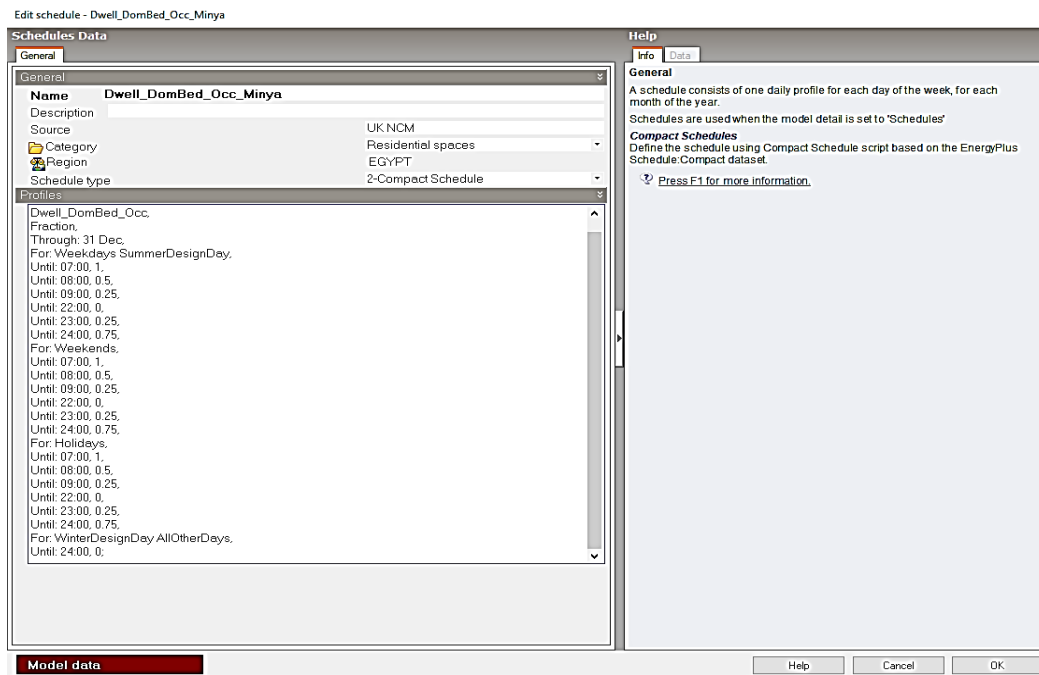 Edit schedule - Dwell_DomBed_Occ_Minya
Schedules Data
General
General
Name Dwell_DomBed_Occ_Minya
Description
Source UK NCM
Category Residential spaces
Region EGYPT
Schedule type 2-Compact Schedule
Profiles
Dwell_DomBed_Occ,
Fraction,
Through: 31 Dec,
For: Weekdays SummerDesignDay,
Until: 07:00, 1,
Until: 08:00, 0.5,
Until: 09:00, 0.25,
Until: 22:00, 0,
Until: 23:00, 0.25,
Until: 24:00, 0.75,
For: Weekends,
Until: 07:00, 1,
Until: 08:00, 0.5,
Until: 09:00, 0.25,
Until: 22:00, 0,
Until: 23:00, 0.25,
Until: 24:00, 0.75,
For: Holidays,
Until: 07:00, 1,
Until: 08:00, 0.5,
Until: 09:00, 0.25,
Until: 22:00, 0,
Until: 23:00, 0.25,
Until: 24:00, 0.75,
For: WinterDesignDay AllOtherDays,
Until: 24:00, 0;
Help
Info Data
General
A schedule consists of one daily profile for each day of the week, for each
month of the year.
Schedules are used when the model detail is set to 'Schedules'
Compact Schedules
Define the schedule using Compact Schedule script based on the EnergyPlus
Schedule:Compact dataset.
Press F1 for more information.
Model data
Help Cancel OK